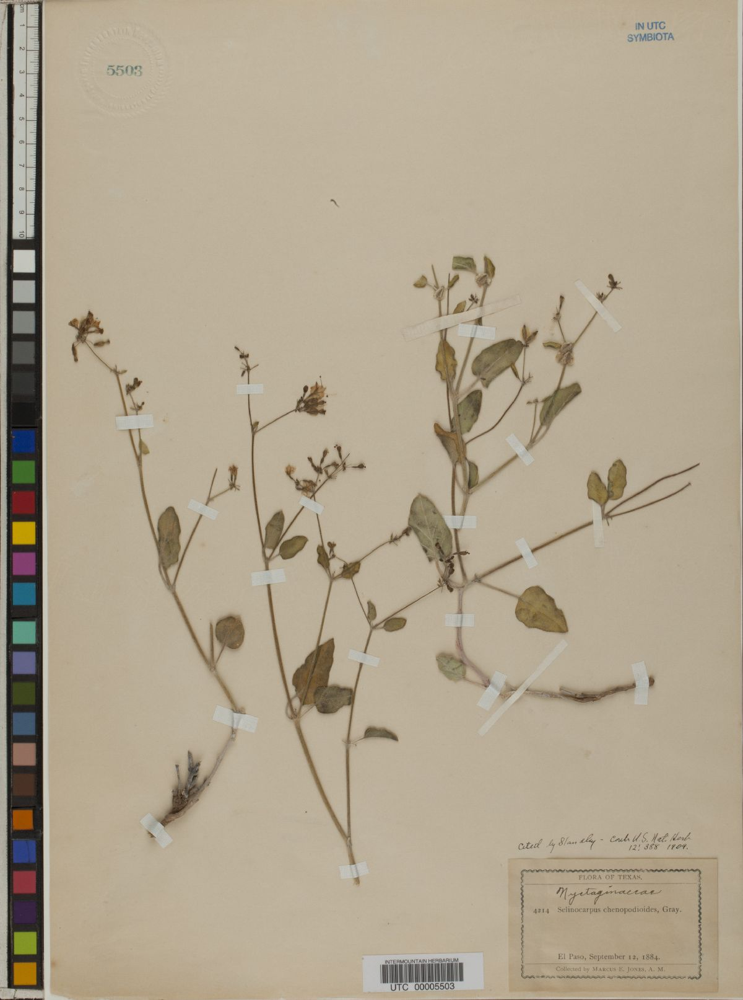 cm
1
2
3
4
5
6
7
8
9
10
5503
IN UTC
SYMBIOTA
Cited by Standley - Contr. U.S. Nat. Herb.
12: 388 1909.
FLORA OF TEXAS.
Nyctaginaceae
4214 Selinocarpus chenopodioides, Gray.
El Paso, September 12, 1884.
Collected by MARCUS E. JONES, A. M.
INTERMOUNTAIN HERBARIUM
UTC 00005503